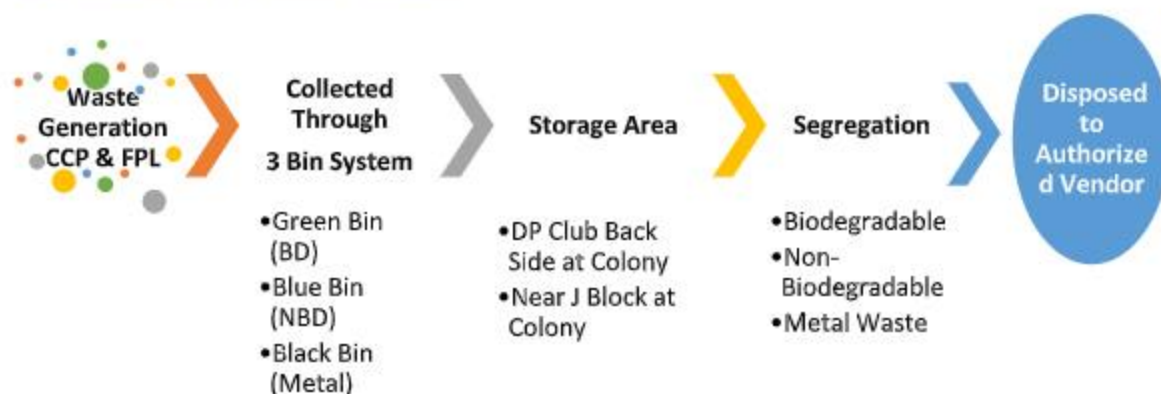 Waste
Generation
CCP & FPL
Collected
Through
3 Bin System
•Green Bin
(BD)
•Blue Bin
(NBD)
•Black Bin
(Metal)
Storage Area
•DP Club Back
Side at Colony
•Near J Block at
Colony
Segregation
•Biodegradable
•Non-
Biodegradable
•Metal Waste
Disposed
to
Authorize
d Vendor